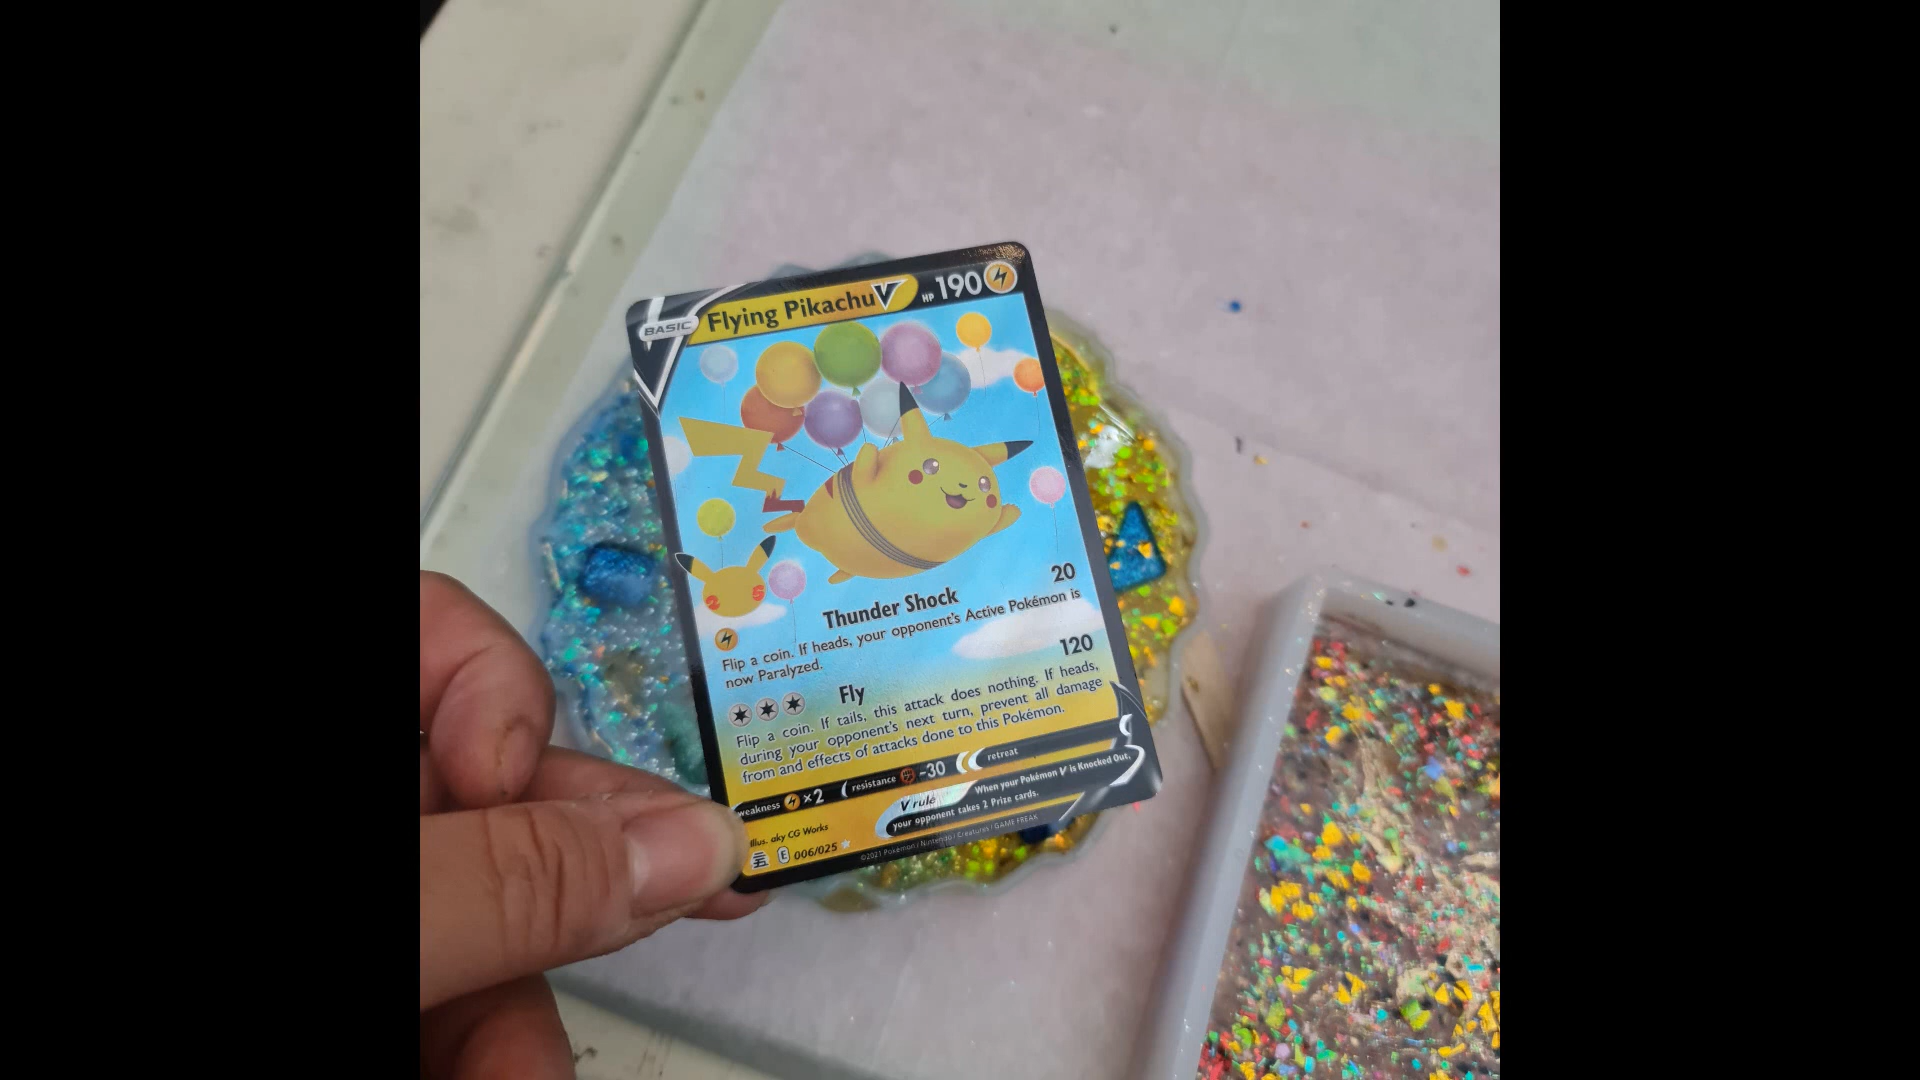 BASIC Flying Pikachu V HP 190
2 5
Thunder Shock 20
Flip a coin. If heads, your opponent's Active Pokémon is
now Paralyzed.
Fly 120
Flip a coin. If tails, this attack does nothing. If heads,
during your opponent's next turn, prevent all damage
from and effects of attacks done to this Pokémon.
weakness ×2 resistance -30 retreat
V rule When your Pokémon V is Knocked Out,
your opponent takes 2 Prize cards.
Illus. aky CG Works
E 006/025
©2021 Pokémon / Nintendo / Creatures / GAME FREAK